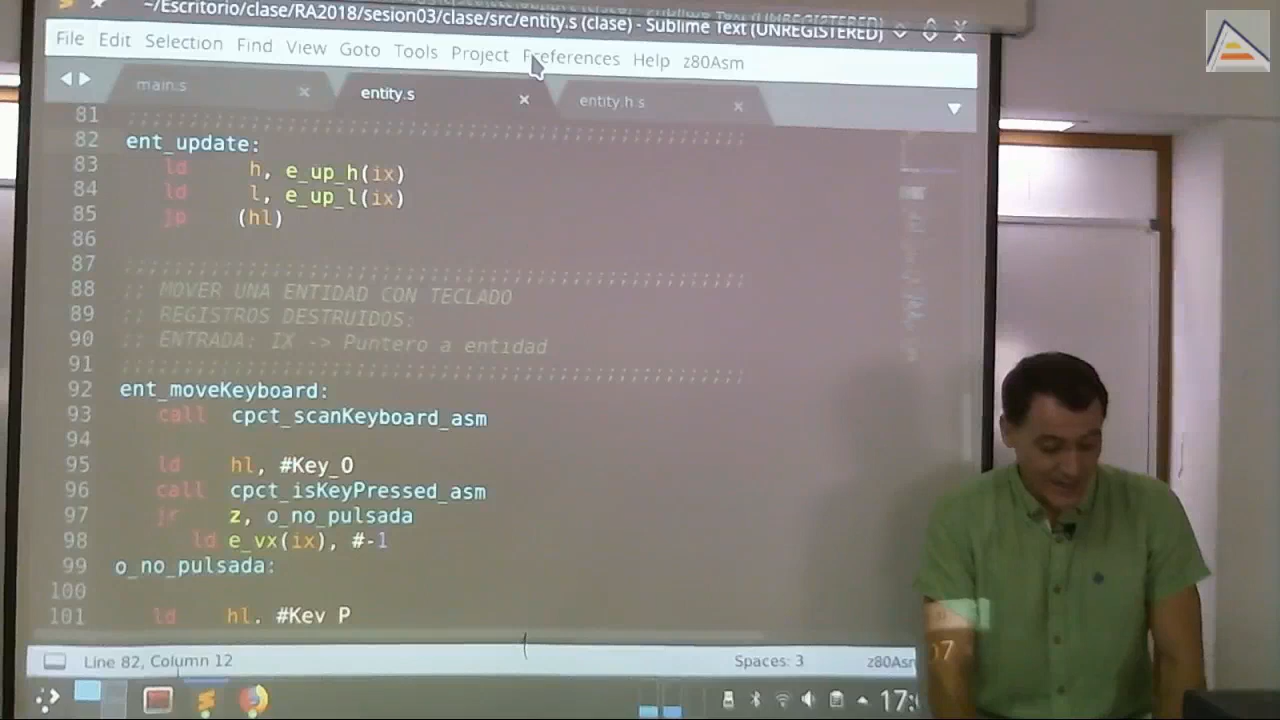 ~/Escritorio/clase/RA2018/sesion03/clase/src/entity.s (clase) - Sublime Text (UNREGISTERED)
File Edit Selection Find View Goto Tools Project Preferences Help z80Asm
main.s entity.s entity.h.s
81 ;;;;;;;;;;;;;;;;;;;;;;;;;;;;;;;;;;;;;;;;;;;;;;;;;;;;;;
82 ent_update:
83 ld h, e_up_h(ix)
84 ld l, e_up_l(ix)
85 jp (hl)
86
87 ;;;;;;;;;;;;;;;;;;;;;;;;;;;;;;;;;;;;;;;;;;;;;;;;;;;;;;
88 ;; MOVER UNA ENTIDAD CON TECLADO
89 ;; REGISTROS DESTRUIDOS:
90 ;; ENTRADA: IX -> Puntero a entidad
91 ;;;;;;;;;;;;;;;;;;;;;;;;;;;;;;;;;;;;;;;;;;;;;;;;;;;;;;
92 ent_moveKeyboard:
93 call cpct_scanKeyboard_asm
94
95 ld hl, #Key_O
96 call cpct_isKeyPressed_asm
97 jr z, o_no_pulsada
98 ld e_vx(ix), #-1
99 o_no_pulsada:
100
101 ld hl, #Key_P
Line 82, Column 12 Spaces: 3 z80Asm
17:07